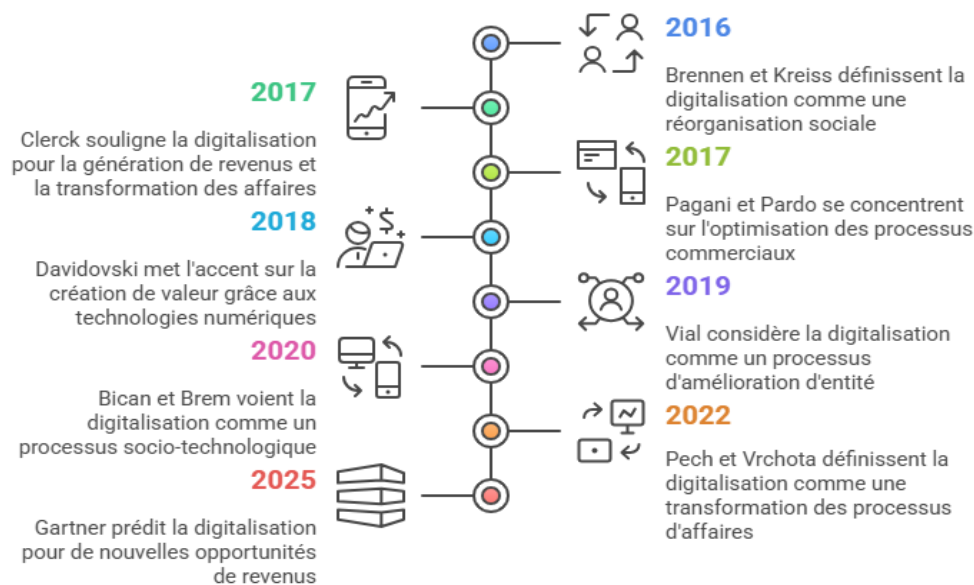 2016
Brennen et Kreiss définissent la
digitalisation comme une
réorganisation sociale
2017
Clerck souligne la digitalisation
pour la génération de revenus et
la transformation des affaires
2017
Pagani et Pardo se concentrent
sur l'optimisation des processus
commerciaux
2018
Davidovski met l'accent sur la
création de valeur grâce aux
technologies numériques
2019
Vial considère la digitalisation
comme un processus
d'amélioration d'entité
2020
Bican et Brem voient la
digitalisation comme un
processus socio-technologique
2022
Pech et Vrchota définissent la
digitalisation comme une
transformation des processus
d'affaires
2025
Gartner prédit la digitalisation
pour de nouvelles opportunités
de revenus